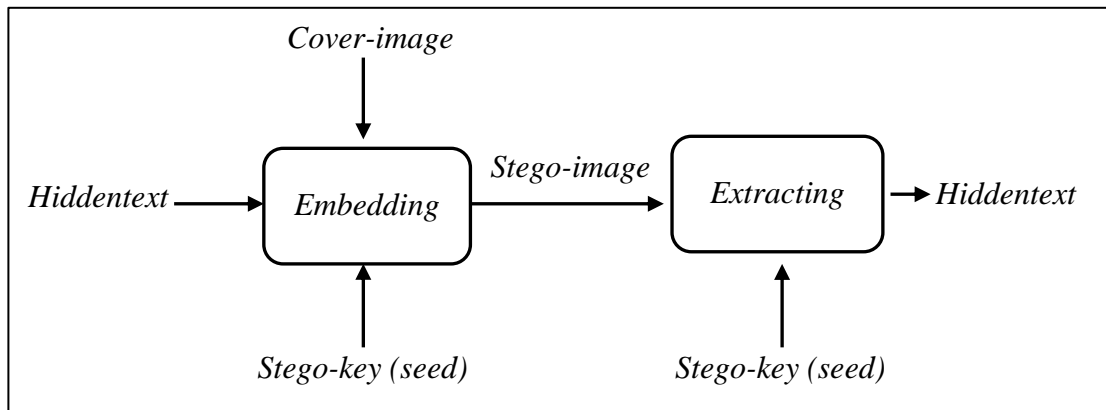 Cover-image
Hiddentext
Embedding
Stego-image
Extracting
Hiddentext
Stego-key (seed)
Stego-key (seed)